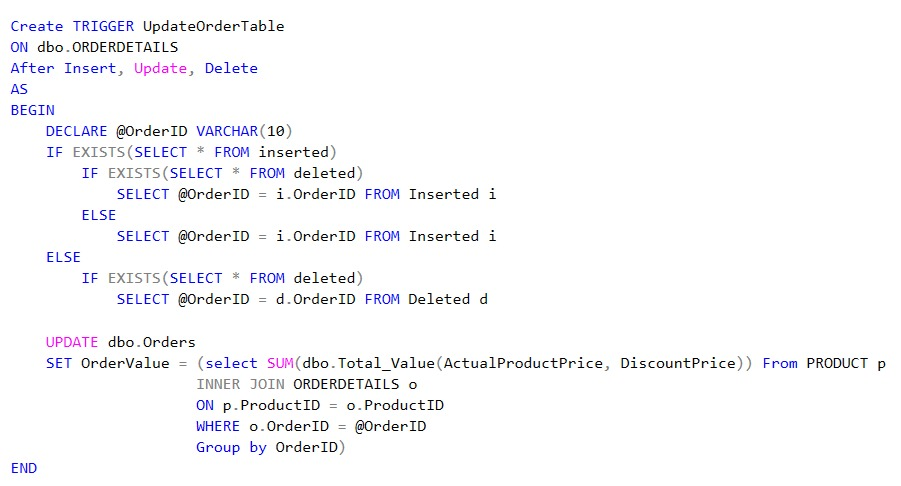 Create TRIGGER UpdateOrderTable
ON dbo.ORDERDETAILS
After Insert, Update, Delete
AS
BEGIN
    DECLARE @OrderID VARCHAR(10)
    IF EXISTS(SELECT * FROM inserted)
        IF EXISTS(SELECT * FROM deleted)
            SELECT @OrderID = i.OrderID FROM Inserted i
        ELSE
            SELECT @OrderID = i.OrderID FROM Inserted i
    ELSE
        IF EXISTS(SELECT * FROM deleted)
            SELECT @OrderID = d.OrderID FROM Deleted d
    UPDATE dbo.Orders
    SET OrderValue = (select SUM(dbo.Total_Value(ActualProductPrice, DiscountPrice)) From PRODUCT p
                     INNER JOIN ORDERDETAILS o
                     ON p.ProductID = o.ProductID
                     WHERE o.OrderID = @OrderID
                     Group by OrderID)
END